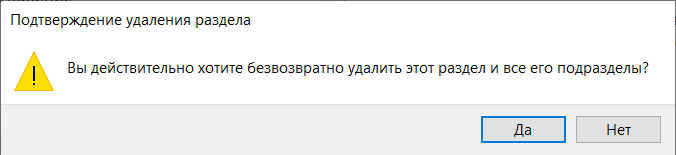 Подтверждение удаления раздела
Вы действительно хотите безвозвратно удалить этот раздел и все его подразделы?
Да
Нет